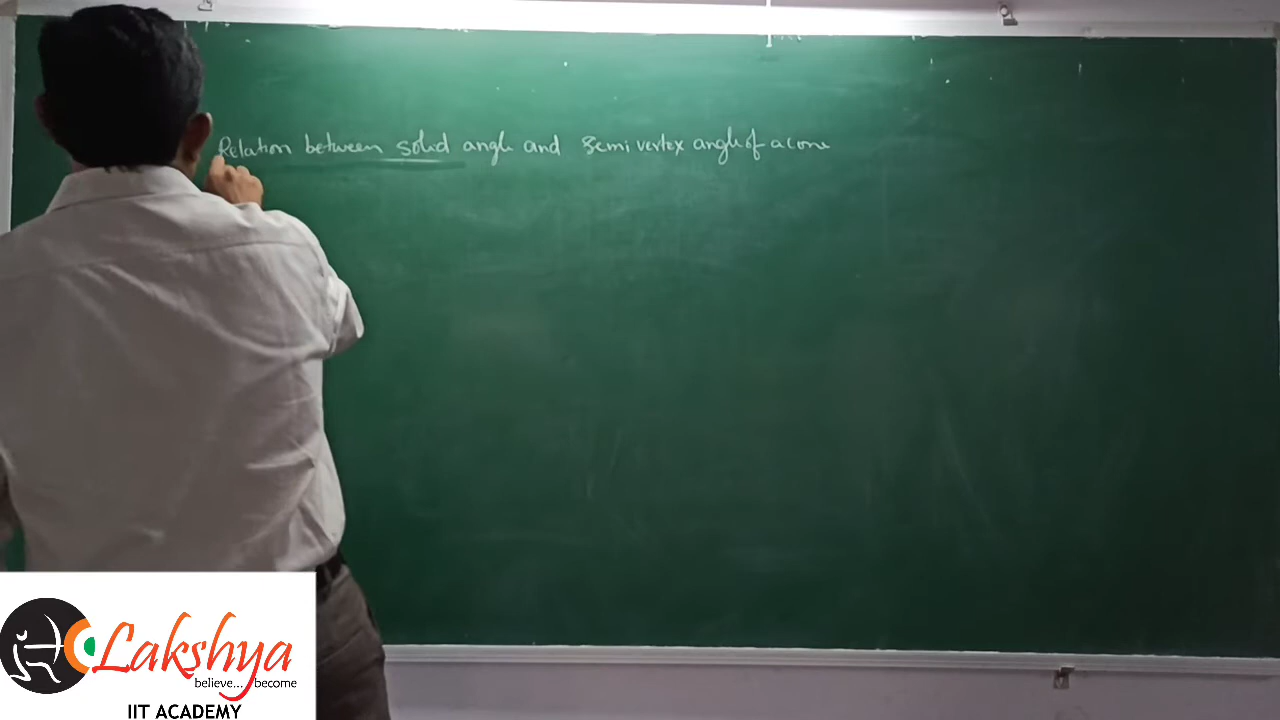 Relation between solid angle and semi vertex angle of a cone
Lakshya
believe... become
IIT ACADEMY